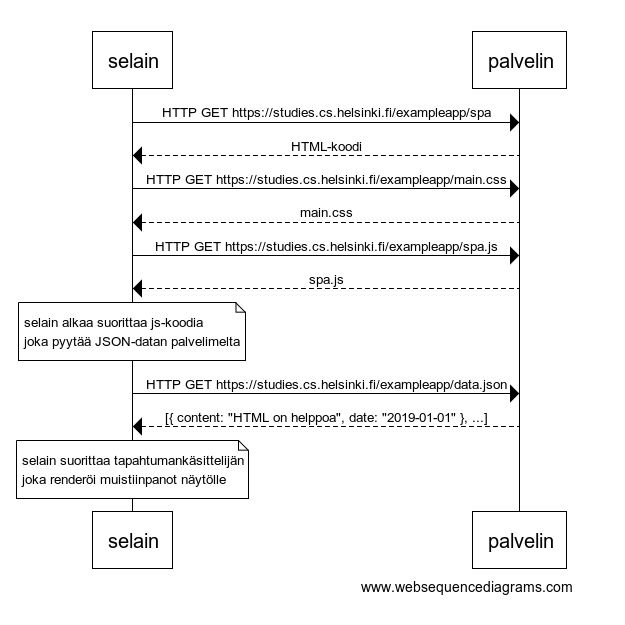 selain
palvelin
HTTP GET https://studies.cs.helsinki.fi/exampleapp/spa
HTML-koodi
HTTP GET https://studies.cs.helsinki.fi/exampleapp/main.css
main.css
HTTP GET https://studies.cs.helsinki.fi/exampleapp/spa.js
spa.js
selain alkaa suorittaa js-koodia
joka pyytää JSON-datan palvelimelta
HTTP GET https://studies.cs.helsinki.fi/exampleapp/data.json
[{ content: "HTML on helppoa", date: "2019-01-01" }, ...]
selain suorittaa tapahtumankäsittelijän
joka renderöi muistiinpanot näytölle
selain
palvelin
www.websequencediagrams.com